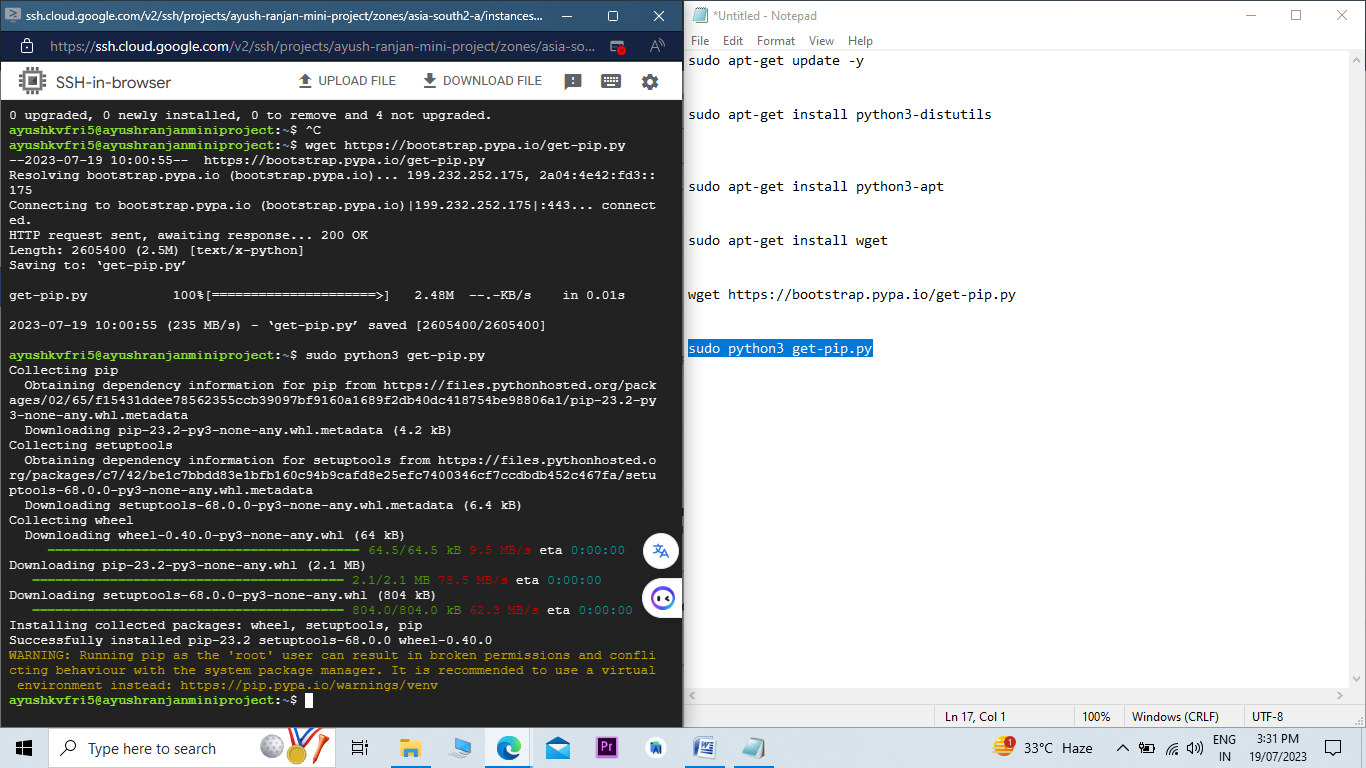 ssh.cloud.google.com/v2/ssh/projects/ayush-ranjan-mini-project/zones/asia-south2-a/instances...
https://ssh.cloud.google.com/v2/ssh/projects/ayush-ranjan-mini-project/zones/asia-so...
SSH-in-browser
UPLOAD FILE
DOWNLOAD FILE
0 upgraded, 0 newly installed, 0 to remove and 4 not upgraded.
ayushkvfri5@ayushranjanminiproject:~$ ^C
ayushkvfri5@ayushranjanminiproject:~$ wget https://bootstrap.pypa.io/get-pip.py
--2023-07-19 10:00:55--  https://bootstrap.pypa.io/get-pip.py
Resolving bootstrap.pypa.io (bootstrap.pypa.io)... 199.232.252.175, 2a04:4e42:fd3::
175
Connecting to bootstrap.pypa.io (bootstrap.pypa.io)|199.232.252.175|:443... connect
ed.
HTTP request sent, awaiting response... 200 OK
Length: 2605400 (2.5M) [text/x-python]
Saving to: ‘get-pip.py’
get-pip.py           100%[=====================>]   2.48M  --.-KB/s    in 0.01s
2023-07-19 10:00:55 (235 MB/s) - ‘get-pip.py’ saved [2605400/2605400]
ayushkvfri5@ayushranjanminiproject:~$ sudo python3 get-pip.py
Collecting pip
  Obtaining dependency information for pip from https://files.pythonhosted.org/pack
ages/02/65/f15431ddee78562355ccb39097bf9160a1689f2db40dc418754be98806a1/pip-23.2-py
3-none-any.whl.metadata
  Downloading pip-23.2-py3-none-any.whl.metadata (4.2 kB)
Collecting setuptools
  Obtaining dependency information for setuptools from https://files.pythonhosted.o
rg/packages/c7/42/be1c7bbdd83e1bfb160c94b9cafd8e25efc7400346cf7ccdbdb452c467fa/setu
ptools-68.0.0-py3-none-any.whl.metadata
  Downloading setuptools-68.0.0-py3-none-any.whl.metadata (6.4 kB)
Collecting wheel
  Downloading wheel-0.40.0-py3-none-any.whl (64 kB)
64.5/64.5 kB 9.5 MB/s eta 0:00:00
Downloading pip-23.2-py3-none-any.whl (2.1 MB)
2.1/2.1 MB 78.5 MB/s eta 0:00:00
Downloading setuptools-68.0.0-py3-none-any.whl (804 kB)
804.0/804.0 kB 62.3 MB/s eta 0:00:00
Installing collected packages: wheel, setuptools, pip
Successfully installed pip-23.2 setuptools-68.0.0 wheel-0.40.0
WARNING: Running pip as the 'root' user can result in broken permissions and confli
cting behaviour with the system package manager. It is recommended to use a virtual
 environment instead: https://pip.pypa.io/warnings/venv
ayushkvfri5@ayushranjanminiproject:~$
*Untitled - Notepad
File Edit Format View Help
sudo apt-get update -y
sudo apt-get install python3-distutils
sudo apt-get install python3-apt
sudo apt-get install wget
wget https://bootstrap.pypa.io/get-pip.py
sudo python3 get-pip.py
Ln 17, Col 1
100%
Windows (CRLF)
UTF-8
Type here to search
Pr
1
33°C Haze
ENG
IN
3:31 PM
19/07/2023